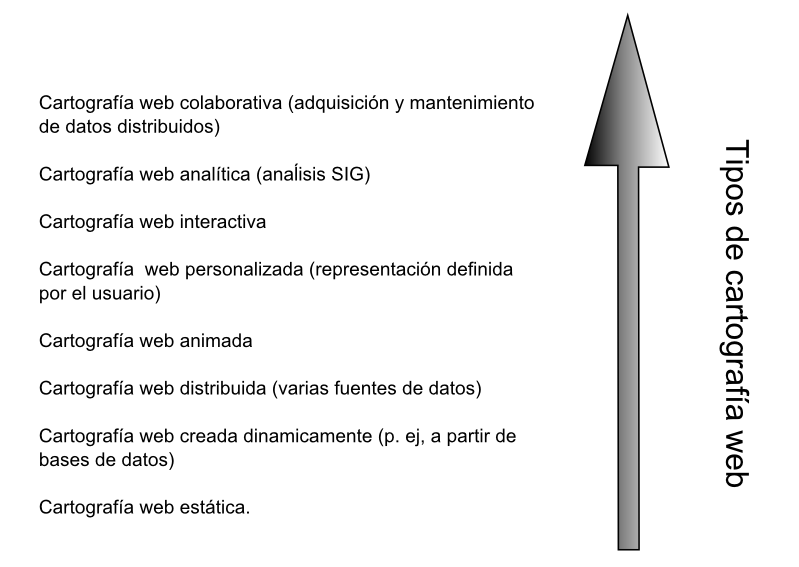 Cartografía web colaborativa (adquisición y mantenimiento
de datos distribuidos)
Cartografía web analítica (anaĺisis SIG)
Cartografía web interactiva
Cartografía  web personalizada (representación definida
por el usuario)
Cartografía web animada
Cartografía web distribuida (varias fuentes de datos)
Cartografía web creada dinamicamente (p. ej, a partir de
bases de datos)
Cartografía web estática.
Tipos de cartografía web